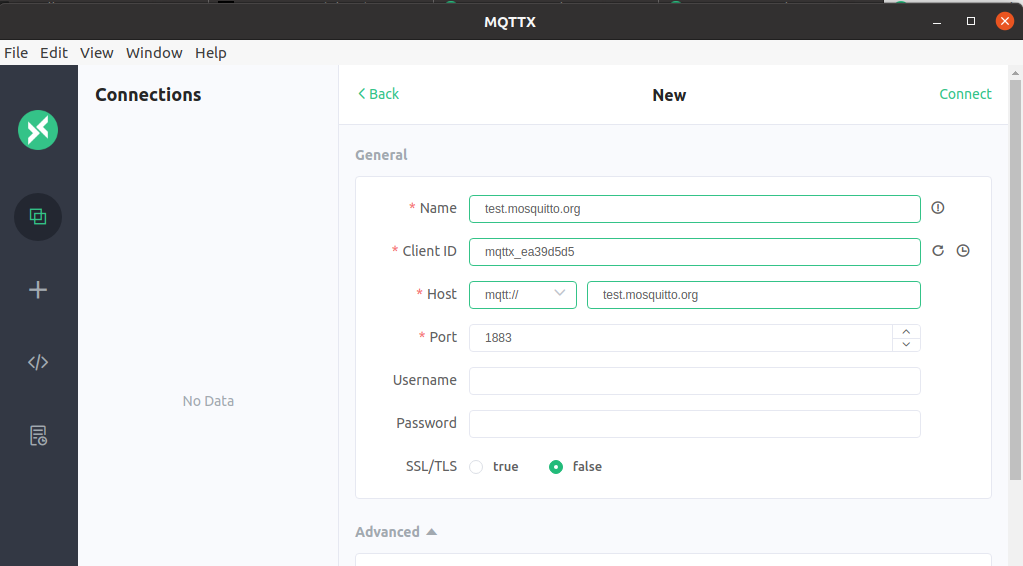 MQTTX
File Edit View Window Help
Connections
Back
New
Connect
General
* Name test.mosquitto.org
* Client ID mqttx_ea39d5d5
* Host mqtt:// test.mosquitto.org
* Port 1883
Username
Password
SSL/TLS true false
No Data
Advanced